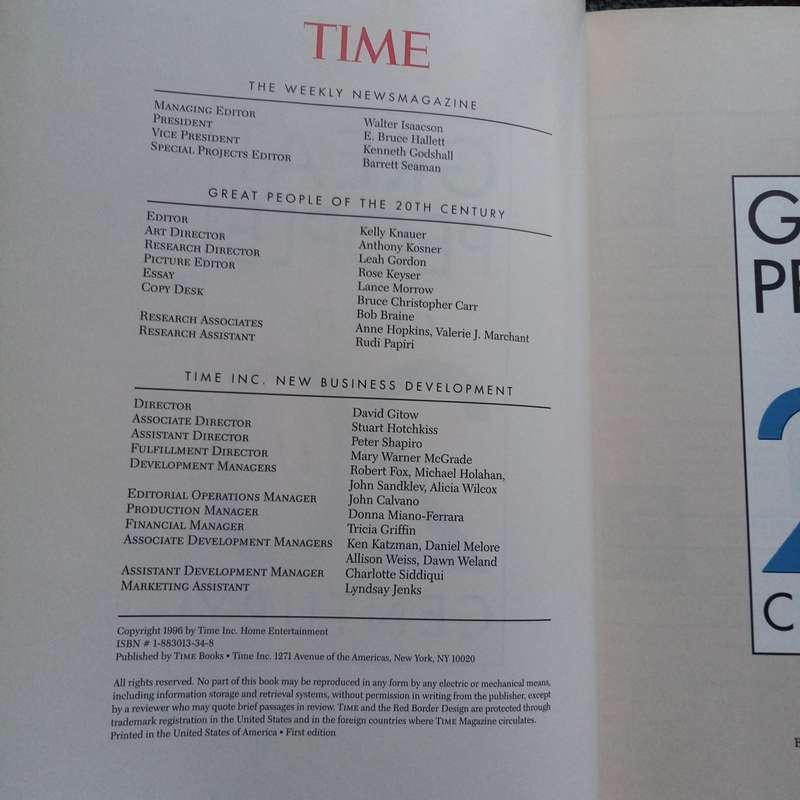 TIME
THE WEEKLY NEWSMAGAZINE
MANAGING EDITOR Walter Isaacson
PRESIDENT E. Bruce Hallett
VICE PRESIDENT Kenneth Godshall
SPECIAL PROJECTS EDITOR Barrett Seaman
GREAT PEOPLE OF THE 20TH CENTURY
EDITOR Kelly Knauer
ART DIRECTOR Anthony Kosner
RESEARCH DIRECTOR Leah Gordon
PICTURE EDITOR Rose Keyser
ESSAY Lance Morrow
COPY DESK Bruce Christopher Carr
Bob Braine
RESEARCH ASSOCIATES Anne Hopkins, Valerie J. Marchant
RESEARCH ASSISTANT Rudi Papiri
TIME INC. NEW BUSINESS DEVELOPMENT
DIRECTOR David Gitow
ASSOCIATE DIRECTOR Stuart Hotchkiss
ASSISTANT DIRECTOR Peter Shapiro
FULFILLMENT DIRECTOR Mary Warner McGrade
DEVELOPMENT MANAGERS Robert Fox, Michael Holahan,
John Sandklev, Alicia Wilcox
EDITORIAL OPERATIONS MANAGER John Calvano
PRODUCTION MANAGER Donna Miano-Ferrara
FINANCIAL MANAGER Tricia Griffin
ASSOCIATE DEVELOPMENT MANAGERS Ken Katzman, Daniel Melore
Allison Weiss, Dawn Weland
ASSISTANT DEVELOPMENT MANAGER Charlotte Siddiqui
MARKETING ASSISTANT Lyndsay Jenks
Copyright 1996 by Time Inc. Home Entertainment
ISBN # 1-883013-34-8
Published by TIME Books • Time Inc. 1271 Avenue of the Americas, New York, NY 10020
All rights reserved. No part of this book may be reproduced in any form by any electric or mechanical means,
including information storage and retrieval systems, without permission in writing from the publisher, except
by a reviewer who may quote brief passages in review. TIME and the Red Border Design are protected through
trademark registration in the United States and in the foreign countries where TIME Magazine circulates.
Printed in the United States of America • First edition
G
PE
2
C